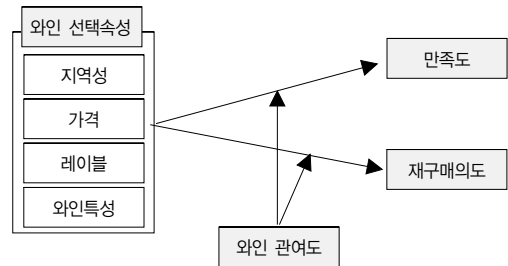 와인 선택속성
지역성
가격
레이블
와인특성
만족도
재구매의도
와인 관여도